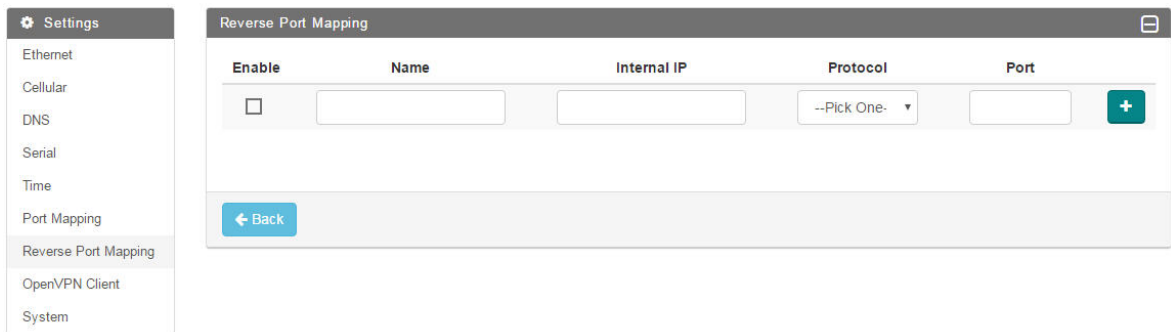 Settings
Ethernet
Cellular
DNS
Serial
Time
Port Mapping
Reverse Port Mapping
OpenVPN Client
System
Reverse Port Mapping
Enable Name Internal IP Protocol Port
--Pick One-
Back